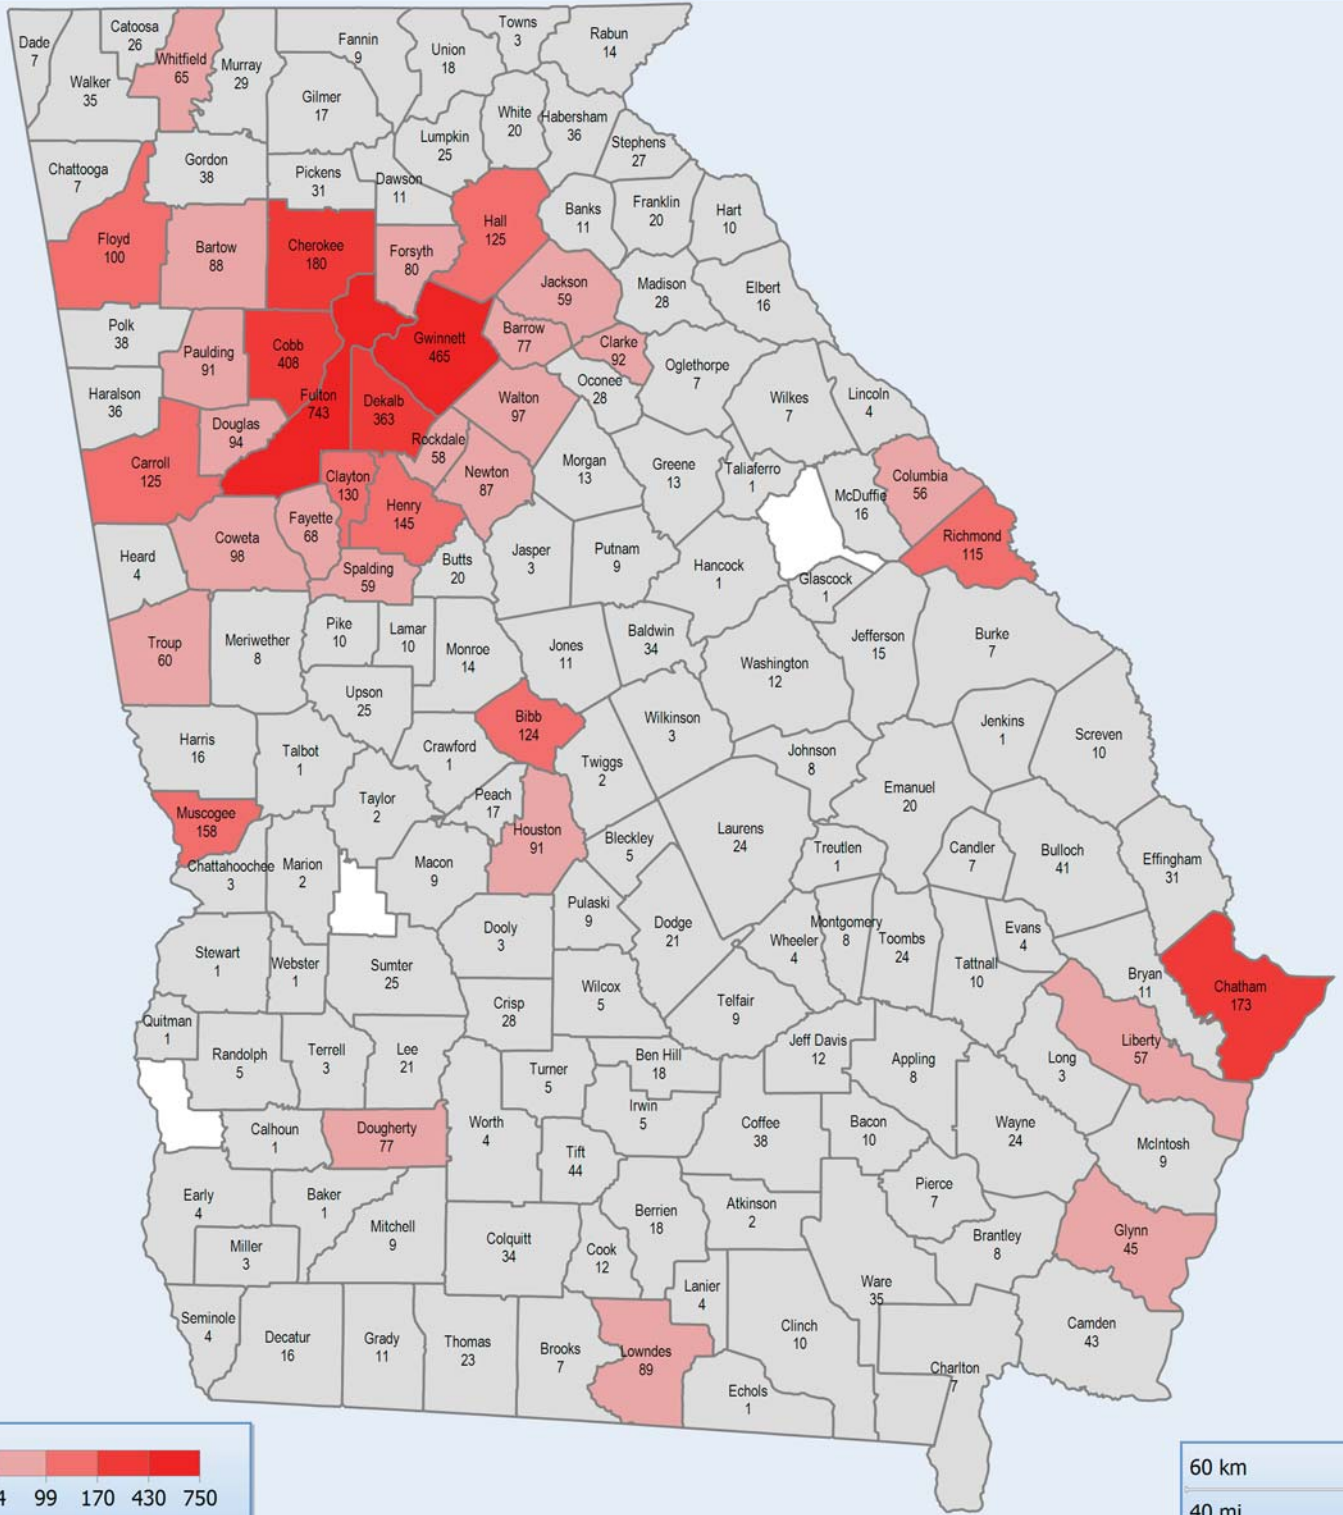 Dade
7
Catoosa
26
Whitfield
65
Walker
35
Murray
29
Fannin
9
Gilmer
17
Union
18
Towns
3
Rabun
14
White
20
Habersham
36
Lumpkin
25
Stephens
27
Chattooga
7
Gordon
38
Pickens
31
Dawson
11
Hall
125
Banks
11
Franklin
20
Hart
10
Floyd
100
Bartow
88
Cherokee
180
Forsyth
80
Jackson
59
Madison
28
Elbert
16
Polk
38
Paulding
91
Cobb
408
Gwinnett
465
Barrow
77
Clarke
92
Oconee
28
Oglethorpe
7
Wilkes
7
Lincoln
4
Haralson
36
Douglas
94
Fulton
743
Dekalb
363
Walton
97
Rockdale
58
Carroll
125
Clayton
130
Henry
145
Newton
87
Morgan
13
Greene
13
Taliaferro
1
McDuffie
16
Columbia
56
Richmond
115
Heard
4
Coweta
98
Fayette
68
Spalding
59
Butts
20
Jasper
3
Putnam
9
Hancock
1
Glascock
1
Troup
60
Meriwether
8
Pike
10
Lamar
10
Monroe
14
Jones
11
Baldwin
34
Washington
12
Jefferson
15
Burke
7
Upson
25
Bibb
124
Wilkinson
3
Jenkins
1
Screven
10
Harris
16
Talbot
1
Crawford
1
Twiggs
2
Johnson
8
Emanuel
20
Taylor
2
Peach
17
Muscogee
158
Houston
91
Bleckley
5
Laurens
24
Treutlen
1
Candler
7
Bulloch
41
Effingham
31
Chattahoochee
3
Marion
2
Macon
9
Pulaski
9
Dodge
21
Dooly
3
Wheeler
4
Montgomery
8
Toombs
24
Evans
4
Tattnall
10
Bryan
11
Chatham
173
Stewart
1
Webster
1
Sumter
25
Crisp
28
Wilcox
5
Telfair
9
Quitman
1
Randolph
5
Terrell
3
Lee
21
Turner
5
Ben Hill
18
Jeff Davis
12
Appling
8
Long
3
Liberty
57
Calhoun
1
Dougherty
77
Worth
4
Irwin
5
Tift
44
Coffee
38
Bacon
10
Wayne
24
McIntosh
9
Early
4
Baker
1
Mitchell
9
Miller
3
Colquitt
34
Cook
12
Berrien
18
Atkinson
2
Pierce
7
Brantley
8
Glynn
45
Lanier
4
Ware
35
Seminole
4
Decatur
16
Grady
11
Thomas
23
Brooks
7
Lowndes
89
Clinch
10
Echols
1
Charlton
7
Camden
43
4 99 170 430 750
60 km
40 mi